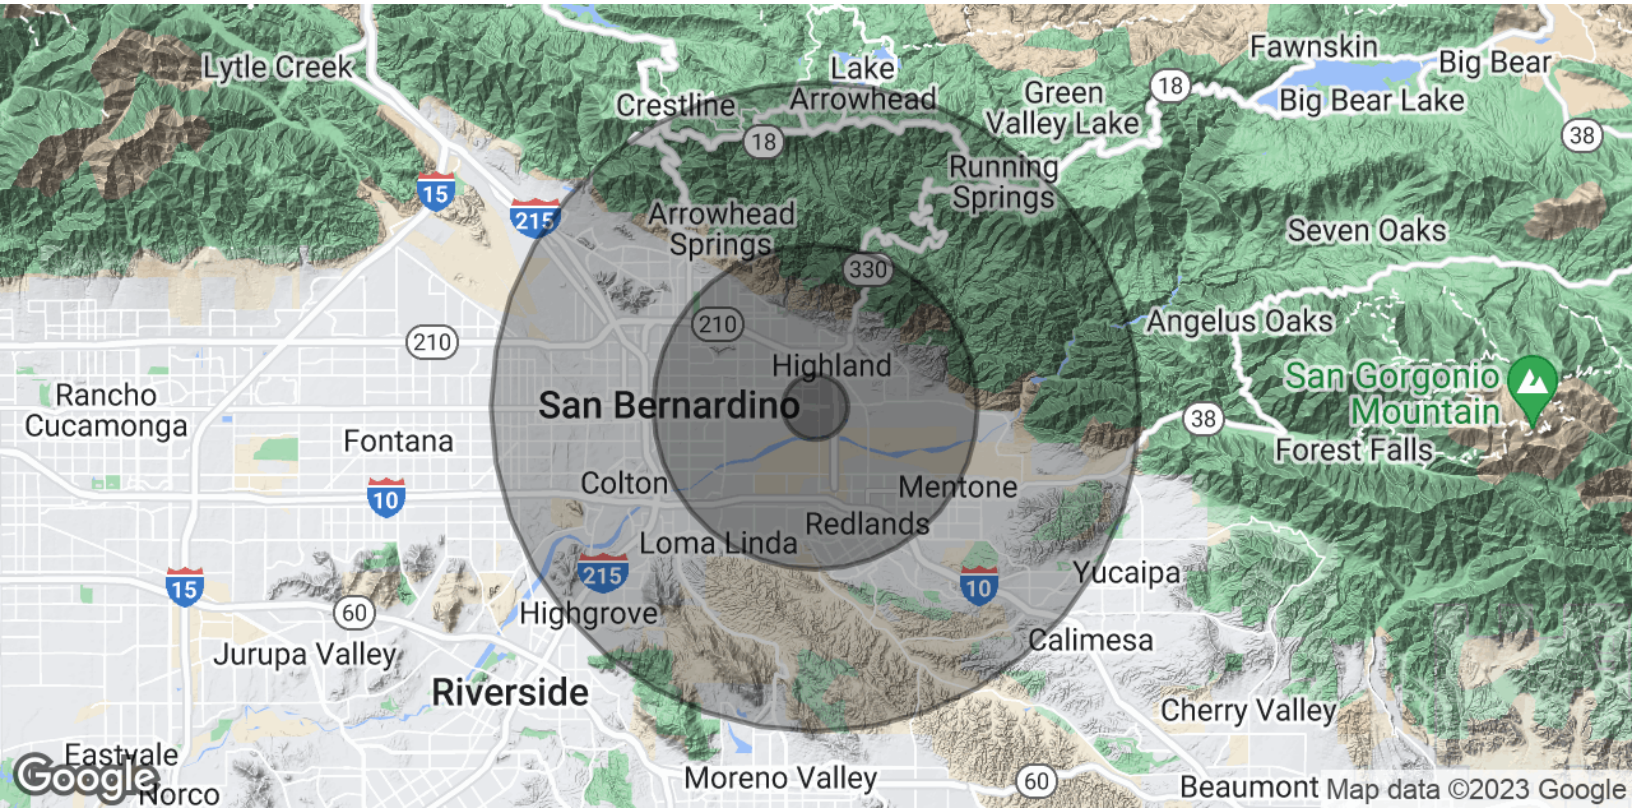 Fawnskin
Big Bear
Lytle Creek
Lake
Arrowhead
Green
Valley Lake
18
Big Bear Lake
Crestline
38
18
Running
Springs
15
215
Arrowhead
Springs
Seven Oaks
330
210
210
Angelus Oaks
Highland
San Gorgonio
Mountain
Rancho
Cucamonga
San Bernardino
38
Fontana
Forest Falls
Colton
Mentone
10
Redlands
Loma Linda
215
10
Yucaipa
15
60
Highgrove
Calimesa
Jurupa Valley
Riverside
Cherry Valley
Eastvale
Google
Norco
Moreno Valley
60
Beaumont
Map data ©2023 Google